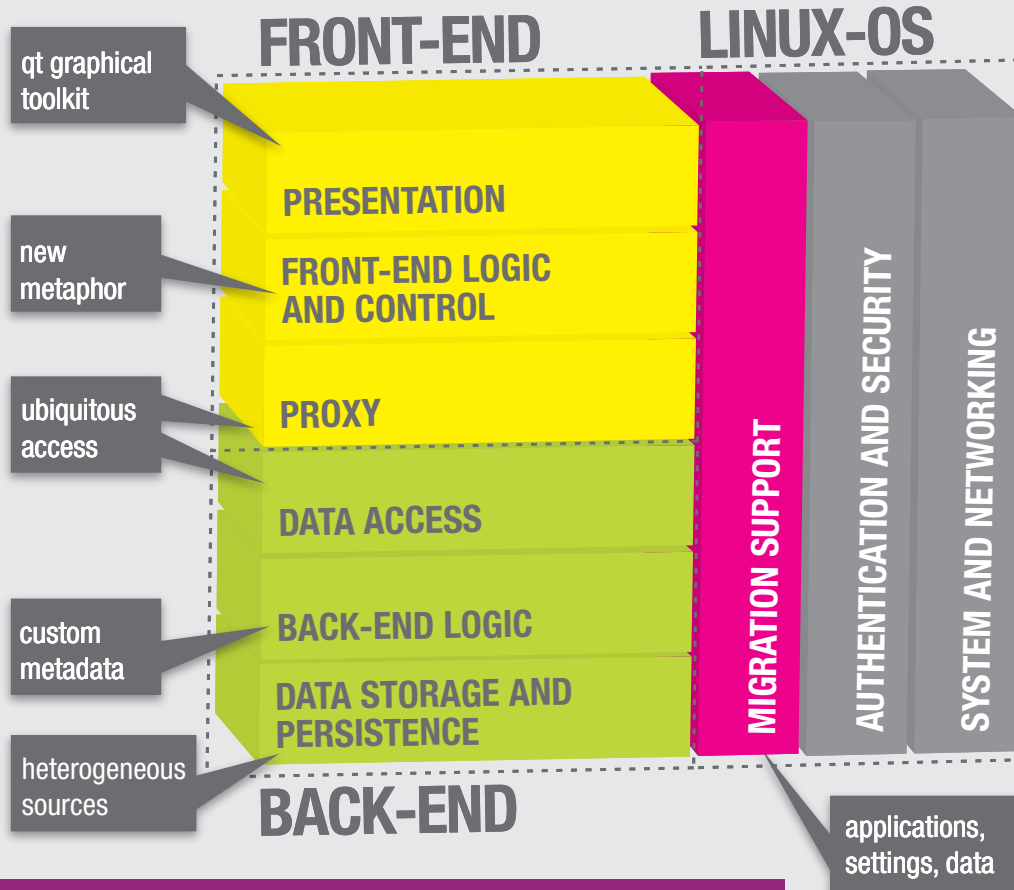 FRONT-END
LINUX-OS
qt graphical
toolkit
PRESENTATION
new
metaphor
FRONT-END LOGIC
AND CONTROL
ubiquitous
access
PROXY
DATA ACCESS
custom
metadata
BACK-END LOGIC
heterogeneous
sources
DATA STORAGE AND
PERSISTENCE
BACK-END
MIGRATION SUPPORT
AUTHENTICATION AND SECURITY
SYSTEM AND NETWORKING
applications,
settings, data